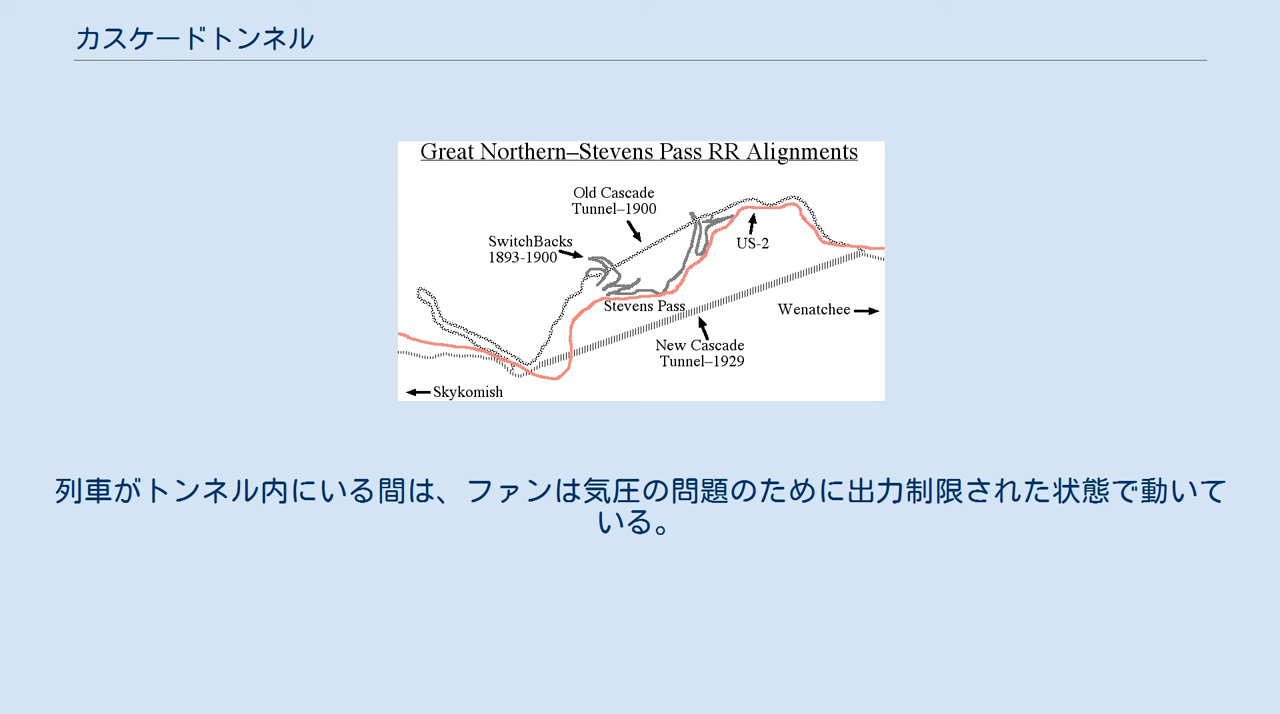 カスケードトンネル
Great Northern–Stevens Pass RR Alignments
Old Cascade
Tunnel–1900
SwitchBacks
1893-1900
US-2
Stevens Pass
Wenatchee
New Cascade
Tunnel–1929
Skykomish
列車がトンネル内にいる間は、ファンは気圧の問題のために出力制限された状態で動いて
いる。